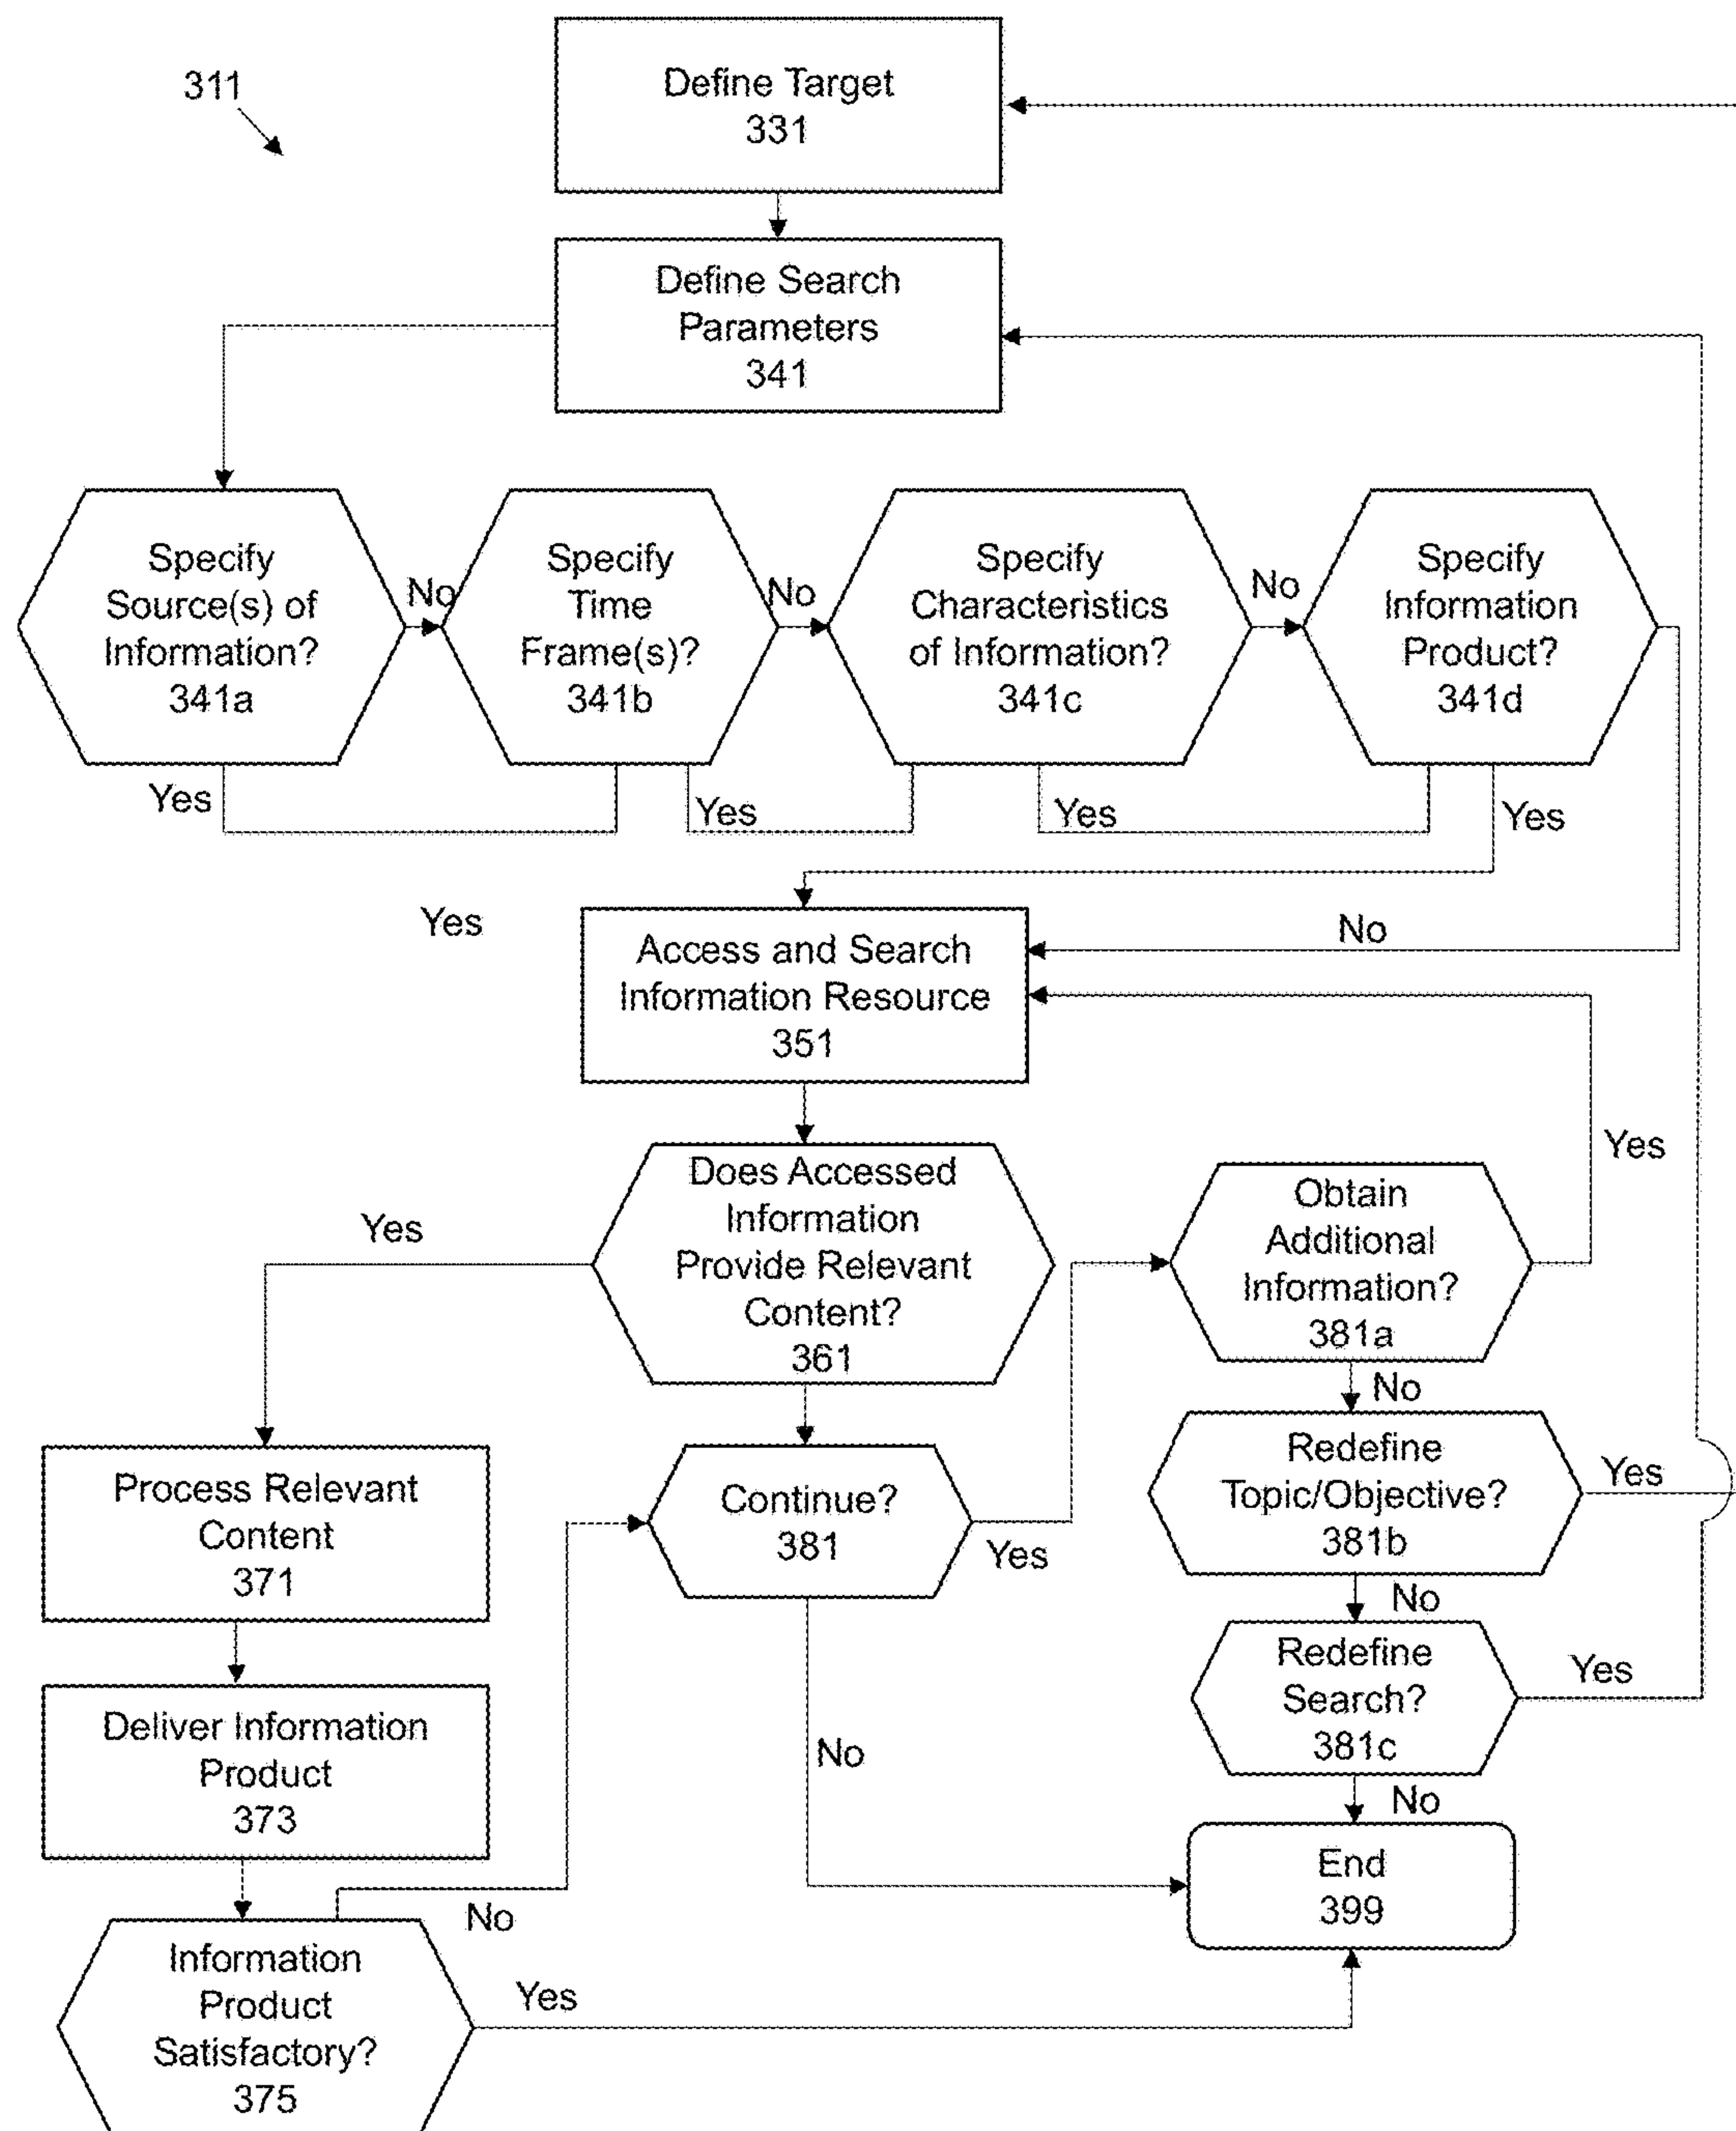 311
Define Target
331
Define Search
Parameters
341
Specify
Source(s) of
Information?
341a
No
Specify
Time
Frame(s)?
341b
No
Specify
Characteristics
of Information?
341c
No
Specify
Information
Product?
341d
Yes
Yes
Yes
Yes
Yes
No
Access and Search
Information Resource
351
Yes
Does Accessed
Information
Provide Relevant
Content?
361
Yes
Obtain
Additional
Information?
381a
No
Process Relevant
Content
371
Continue?
381
Yes
Redefine
Topic/Objective?
381b
Yes
No
Deliver Information
Product
373
No
Redefine
Search?
381c
Yes
No
End
399
No
Information
Product
Satisfactory?
375
Yes